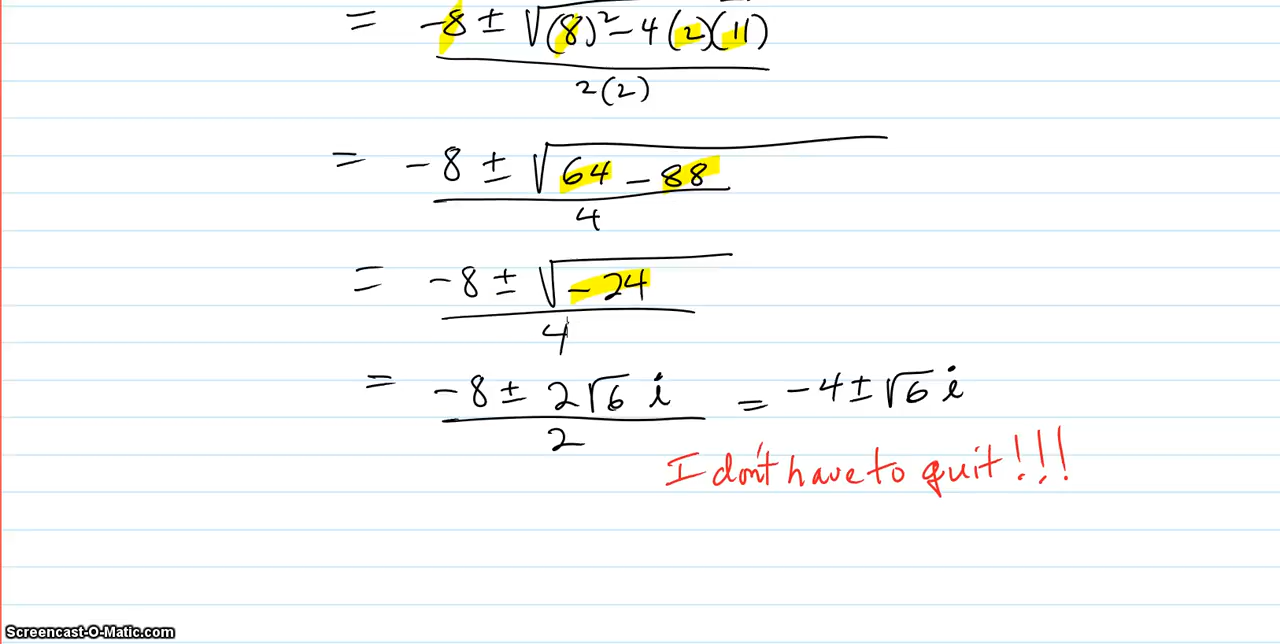 = -8 ± √(8)² - 4(2)(11)
2(2)
= -8 ± √64 - 88
4
= -8 ± √-24
4
= -8 ± 2√6 i = -4 ± √6 i
2
I don't have to quit!!!
Screencast-O-Matic.com